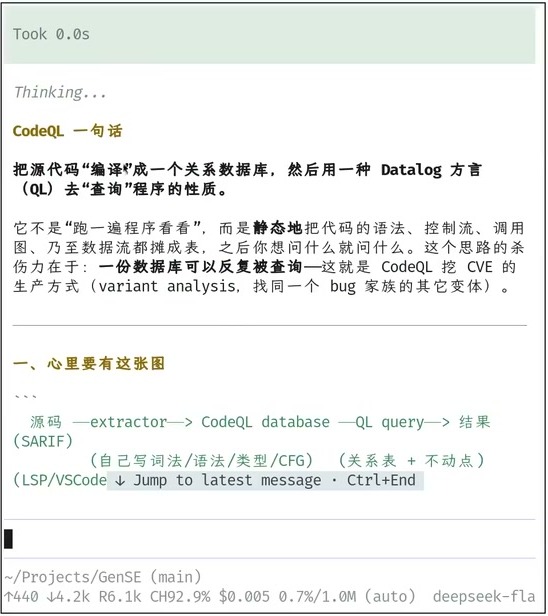 Took 0.0s
Thinking...
CodeQL 一句话
把源代码“编译”成一个关系数据库，然后用一种 Datalog 方言
（QL）去“查询”程序的性质。
它不是“跑一遍程序看看”，而是静态地把代码的语法、控制流、调用
图、乃至数据流都摊成表，之后你想问什么就问什么。这个思路的杀
伤力在于：一份数据库可以反复被查询——这就是 CodeQL 挖 CVE 的
生产方式（variant analysis，找同一个 bug 家族的其它变体）。
一、心里要有这张图
```
源码 ──extractor──> CodeQL database ──QL query──> 结果
(SARIF)
(自己写词法/语法/类型/CFG) (关系表 + 不动点)
(LSP/VSCode ↓ Jump to latest message · Ctrl+End
~/Projects/GenSE (main)
↑440 ↓4.2k R6.1k CH92.9% $0.005 0.7%/1.0M (auto) deepseek-fla